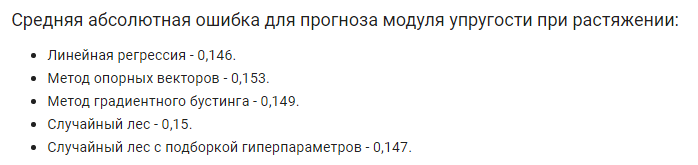 Средняя абсолютная ошибка для прогноза модуля упругости при растяжении:
• Линейная регрессия - 0,146.
• Метод опорных векторов - 0,153.
• Метод градиентного бустинга - 0,149.
• Случайный лес - 0,15.
• Случайный лес с подборкой гиперпараметров - 0,147.